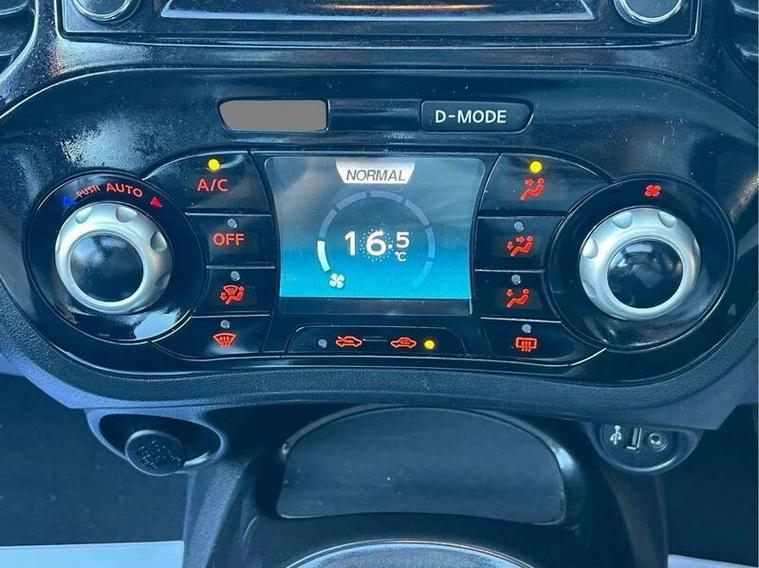 D-MODE
NORMAL
A/C
PUSH AUTO
OFF
16.5
°C